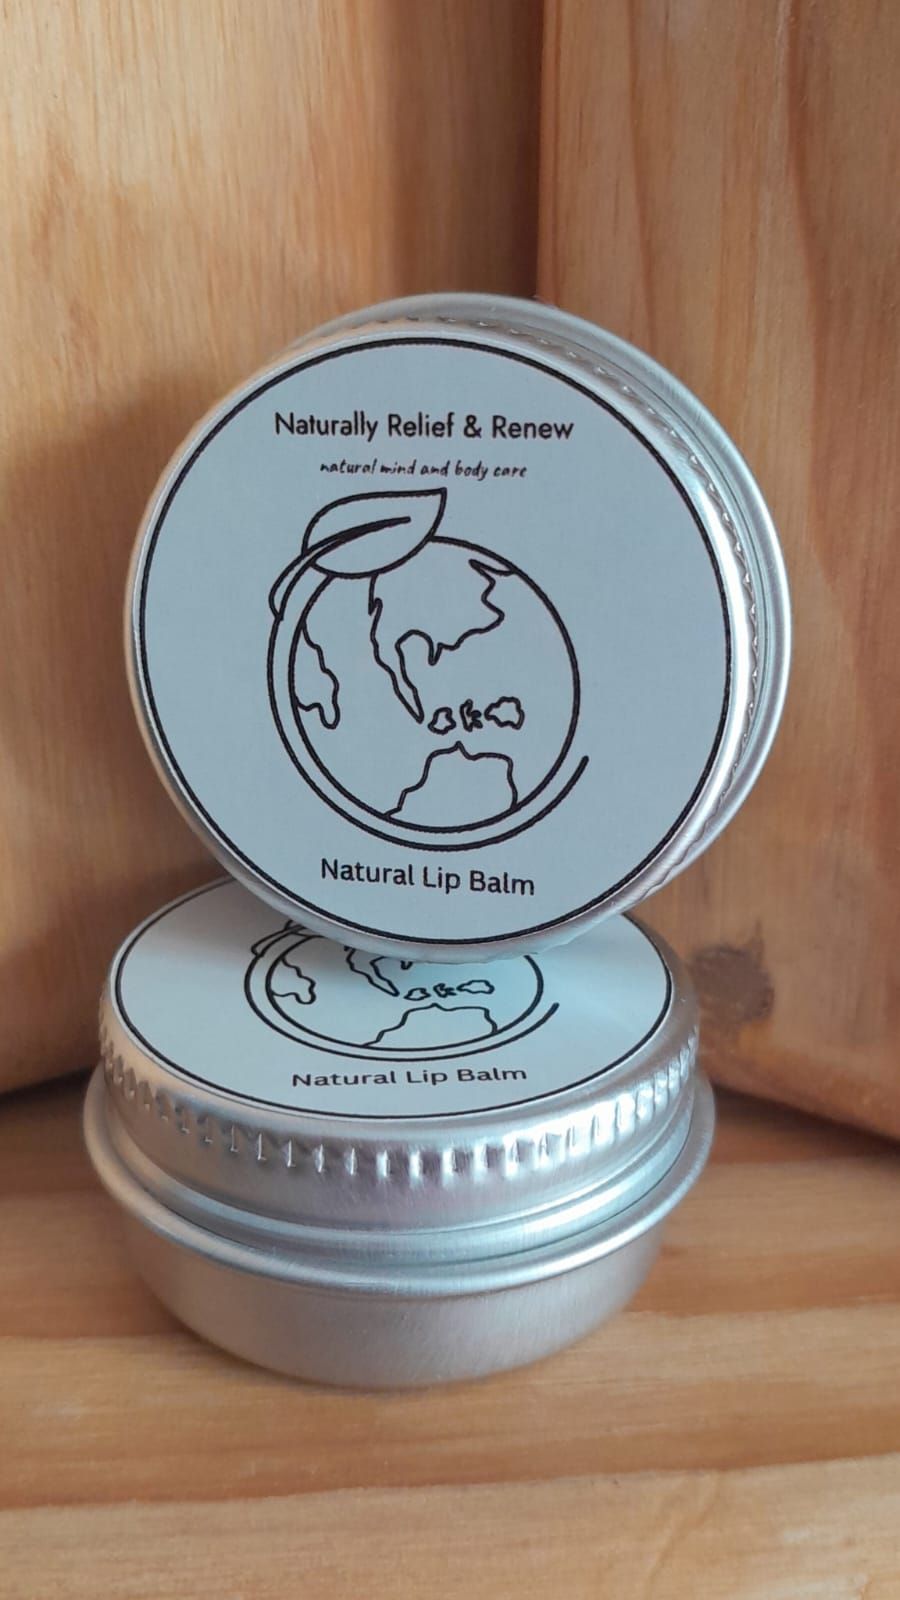 Naturally Relief & Renew
natural mind and body care
Natural Lip Balm
Natural Lip Balm